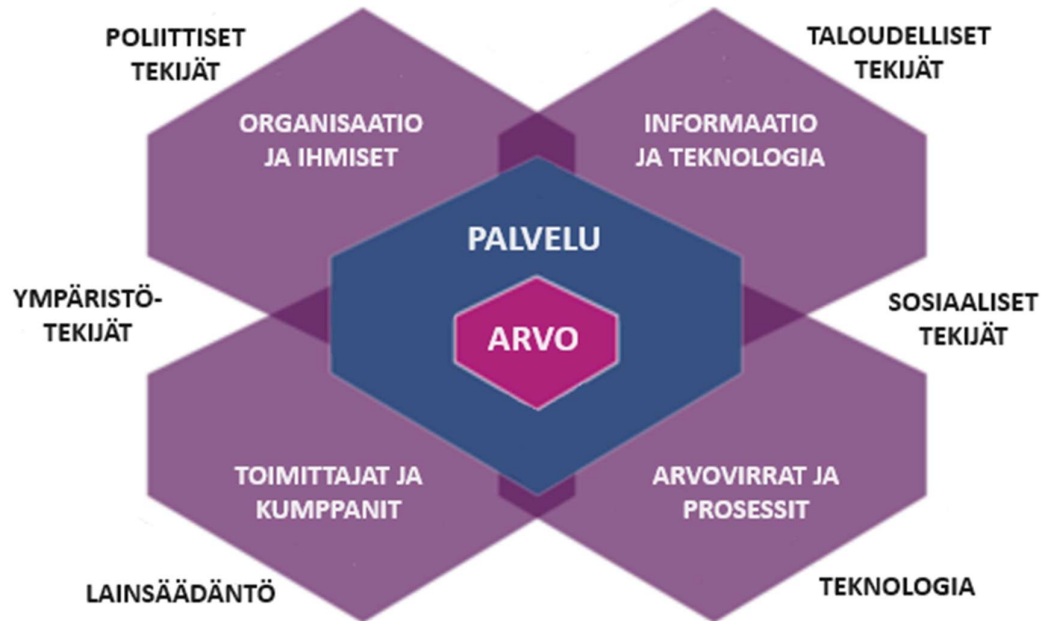 POLIITTISET
TEKIJÄT
TALOUDELLISET
TEKIJÄT
ORGANISAATIO
JA IHMISET
INFORMAATIO
JA TEKNOLOGIA
PALVELU
YMPÄRISTÖ-
TEKIJÄT
ARVO
SOSIAALISET
TEKIJÄT
TOIMITTAJAT JA
KUMPPANIT
ARVOVIRRAT JA
PROSESSIT
LAINSÄÄDÄNTÖ
TEKNOLOGIA